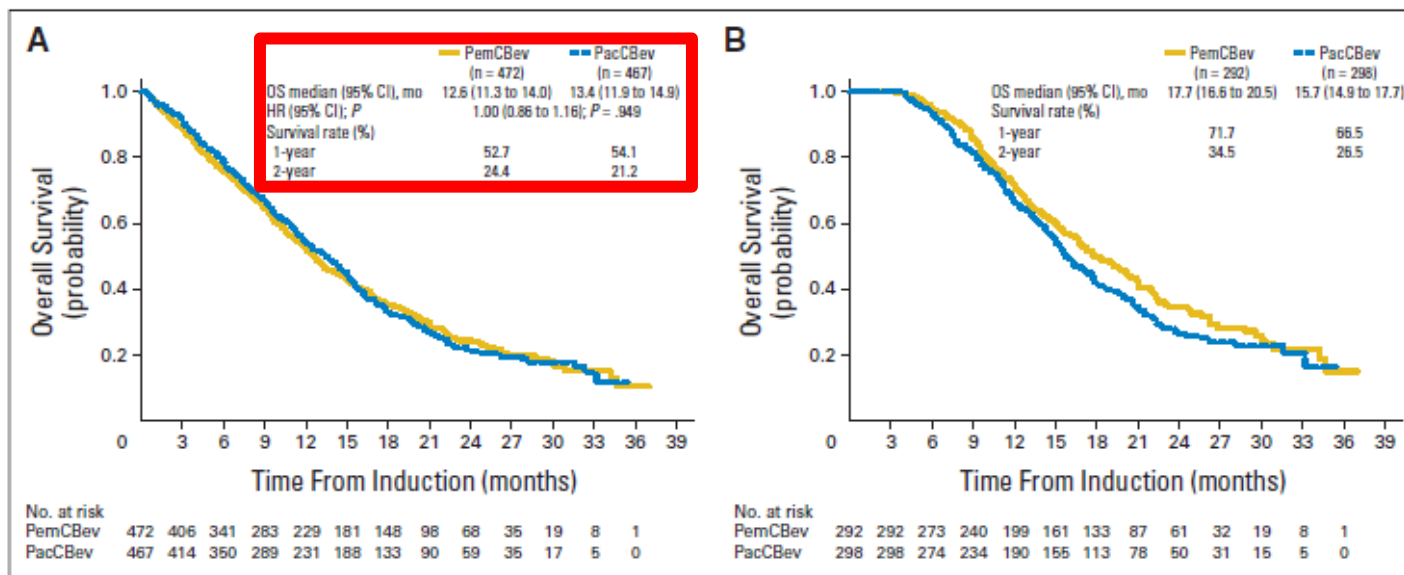 A
PemCBev PacCBev
(n = 472) (n = 467)
OS median (95% CI), mo 12.6 (11.3 to 14.0) 13.4 (11.9 to 14.9)
HR (95% CI); P 1.00 (0.86 to 1.16); P = .949
Survival rate (%)
1-year 52.7 54.1
2-year 24.4 21.2
Overall Survival
(probability)
1.0
0.8
0.6
0.4
0.2
0 3 6 9 12 15 18 21 24 27 30 33 36 39
Time From Induction (months)
No. at risk
PemCBev 472 406 341 283 229 181 148 98 68 35 19 8 1
PacCBev 467 414 350 289 231 188 133 90 59 35 17 5 0
B
PemCBev PacCBev
(n = 292) (n = 298)
OS median (95% CI), mo 17.7 (16.6 to 20.5) 15.7 (14.9 to 17.7)
Survival rate (%)
1-year 71.7 66.5
2-year 34.5 26.5
Overall Survival
(probability)
1.0
0.8
0.6
0.4
0.2
0 3 6 9 12 15 18 21 24 27 30 33 36 39
Time From Induction (months)
No. at risk
PemCBev 292 292 273 240 199 161 133 87 61 32 19 8 1
PacCBev 298 298 274 234 190 155 113 78 50 31 15 5 0